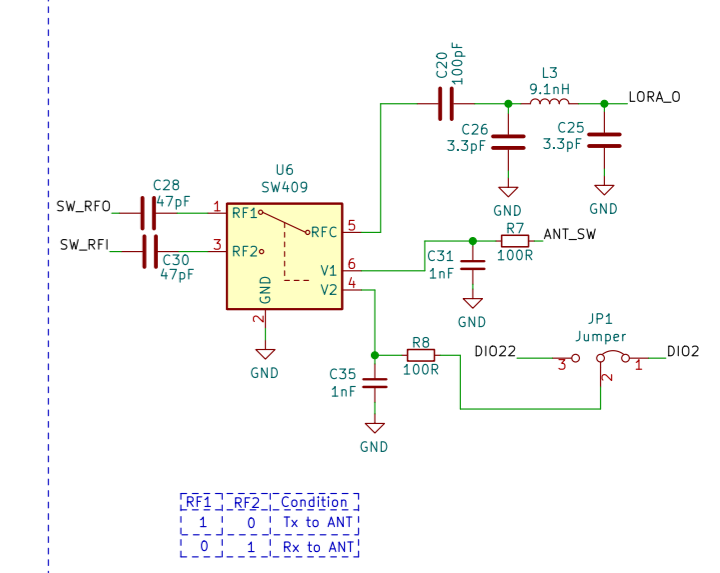 C20
100pF
L3
9.1nH
LORA_O
C26
3.3pF
C25
3.3pF
GND
GND
U6
SW409
C28
47pF
SW_RFO
1
RF1
RFC
5
SW_RFI
3
RF2
C30
47pF
V1
6
V2
4
GND
2
GND
R7
100R
ANT_SW
C31
1nF
GND
R8
100R
C35
1nF
GND
JP1
Jumper
DIO22
3
2
1
DIO2
RF1 RF2 Condition
1 0 Tx to ANT
0 1 Rx to ANT